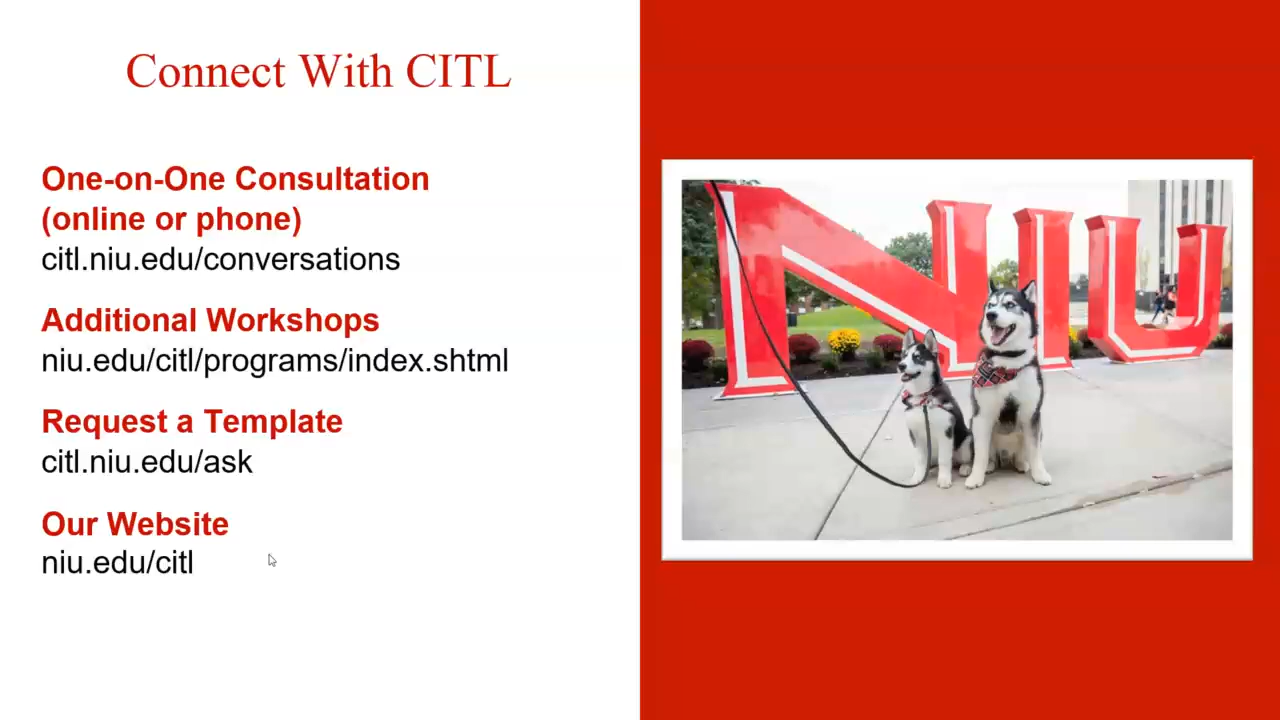 Connect With CITL
One-on-One Consultation
(online or phone)
citl.niu.edu/conversations
Additional Workshops
niu.edu/citl/programs/index.shtml
Request a Template
citl.niu.edu/ask
Our Website
niu.edu/citl
NIU